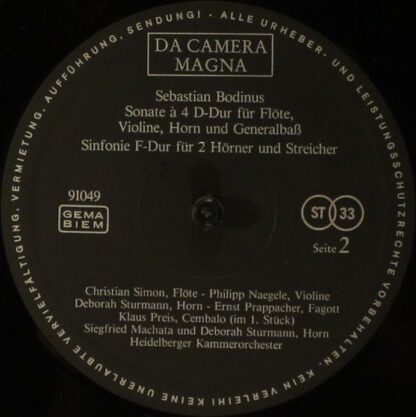 DA CAMERA
MAGNA
Sebastian Bodinus
Sonate à 4 D-Dur für Flöte,
Violine, Horn und Generalbaß
Sinfonie F-Dur für 2 Hörner und Streicher
91049
GEMA
BIEM
ST 33
Seite 2
Christian Simon, Flöte - Philipp Naegele, Violine
Deborah Sturmann, Horn - Ernst Prappacher, Fagott
Klaus Preis, Cembalo (im 1. Stück)
Siegfried Machata und Deborah Sturmann, Horn
Heidelberger Kammerorchester
ALLE URHEBER- UND LEISTUNGSSCHUTZRECHTE VORBEHALTEN. KEIN VERLEIH! KEINE UNERLAUBTE VERVIELFÄLTIGUNG, VERMIETUNG, AUFFÜHRUNG, SENDUNG! -